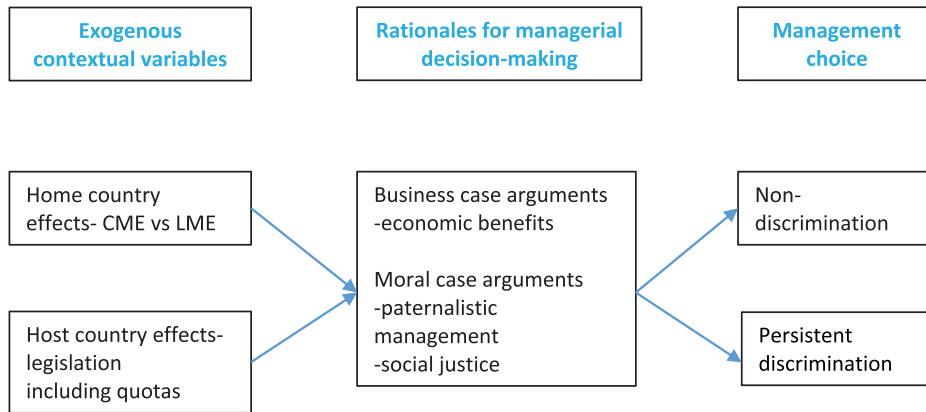 Exogenous
contextual variables
Rationales for managerial
decision-making
Management
choice
Home country
effects- CME vs LME
Host country effects-
legislation
including quotas
Business case arguments
-economic benefits
Moral case arguments
-paternalistic
management
-social justice
Non-
discrimination
Persistent
discrimination